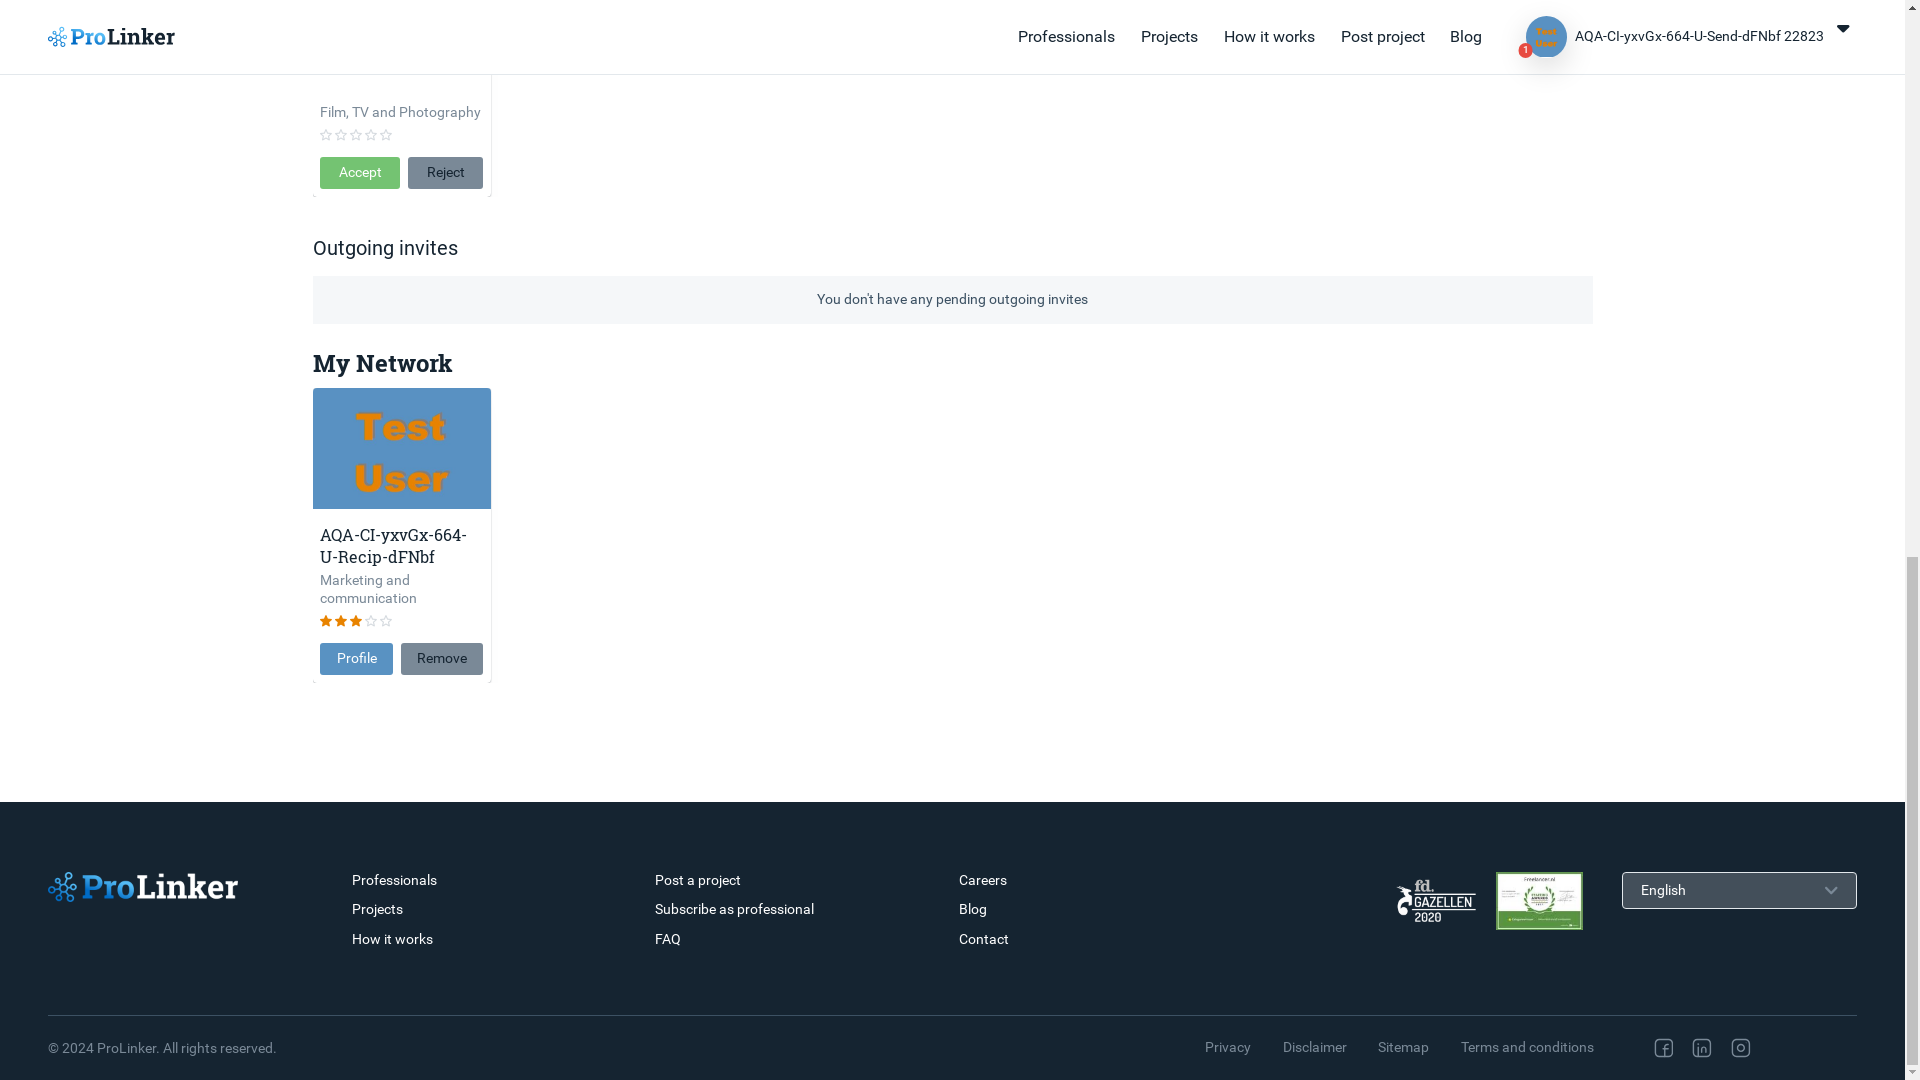 ProLinker
Professionals
Projects
How it works
Post project
Blog
Test
User
1
AQA-CI-yxvGx-664-U-Send-dFNbf 22823
Film, TV and Photography
Accept
Reject
Outgoing invites
You don't have any pending outgoing invites
My Network
Test
User
AQA-CI-yxvGx-664-
U-Recip-dFNbf
Marketing and
communication
Profile
Remove
ProLinker
Professionals
Projects
How it works
Post a project
Subscribe as professional
FAQ
Careers
Blog
Contact
fd.
GAZELLEN
2020
Freelancer.nl
English
© 2024 ProLinker. All rights reserved.
Privacy
Disclaimer
Sitemap
Terms and conditions